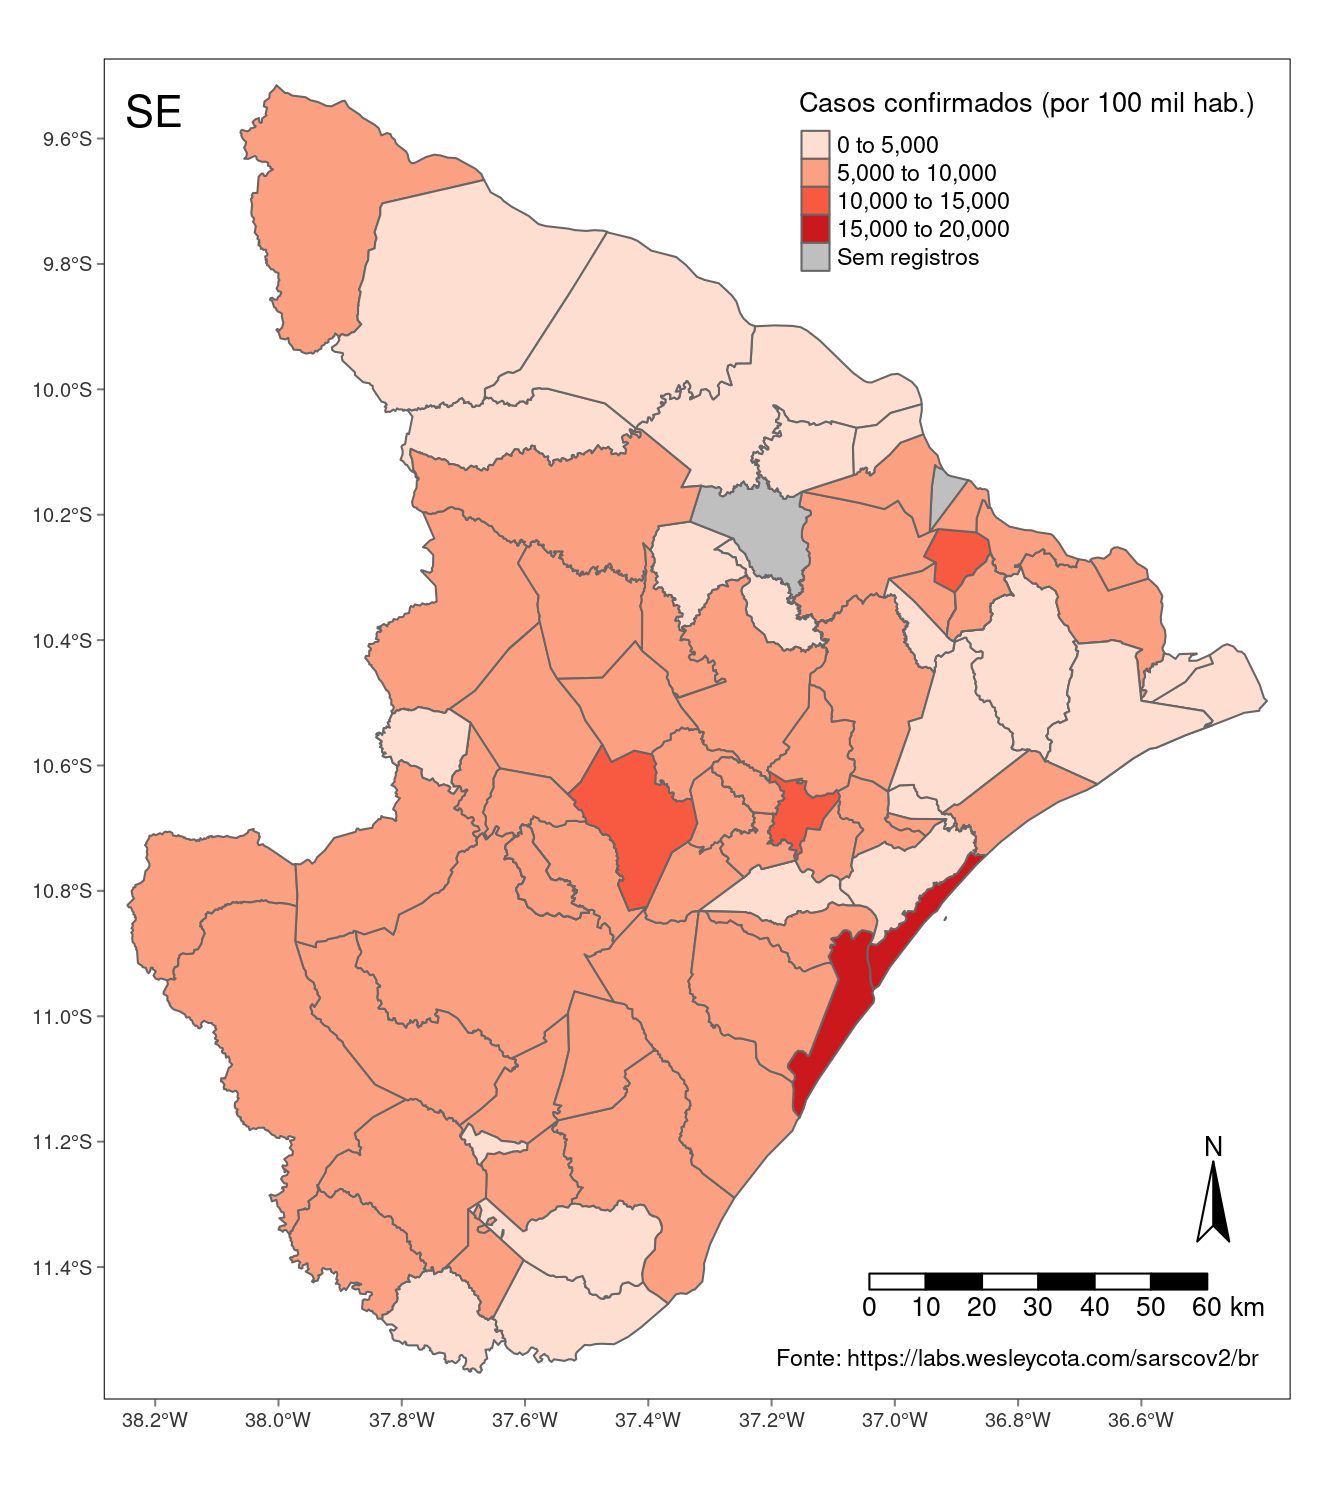 SE
Casos confirmados (por 100 mil hab.)
0 to 5,000
5,000 to 10,000
10,000 to 15,000
15,000 to 20,000
Sem registros
9.6°S
9.8°S
10.0°S
10.2°S
10.4°S
10.6°S
10.8°S
11.0°S
11.2°S
11.4°S
N
0 10 20 30 40 50 60 km
Fonte: https://labs.wesleycota.com/sarscov2/br
38.2°W 38.0°W 37.8°W 37.6°W 37.4°W 37.2°W 37.0°W 36.8°W 36.6°W